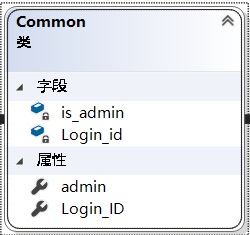 Common
类
字段
is_admin
Login_id
属性
admin
Login_ID